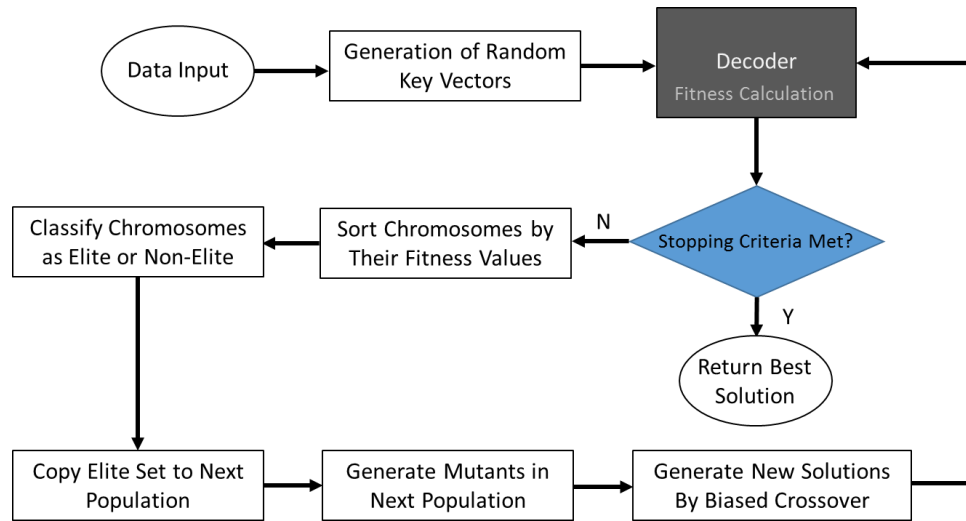 Data Input
Generation of Random
Key Vectors
Decoder
Fitness Calculation
Stopping Criteria Met?
N
Y
Sort Chromosomes by
Their Fitness Values
Classify Chromosomes
as Elite or Non-Elite
Return Best
Solution
Copy Elite Set to Next
Population
Generate Mutants in
Next Population
Generate New Solutions
By Biased Crossover